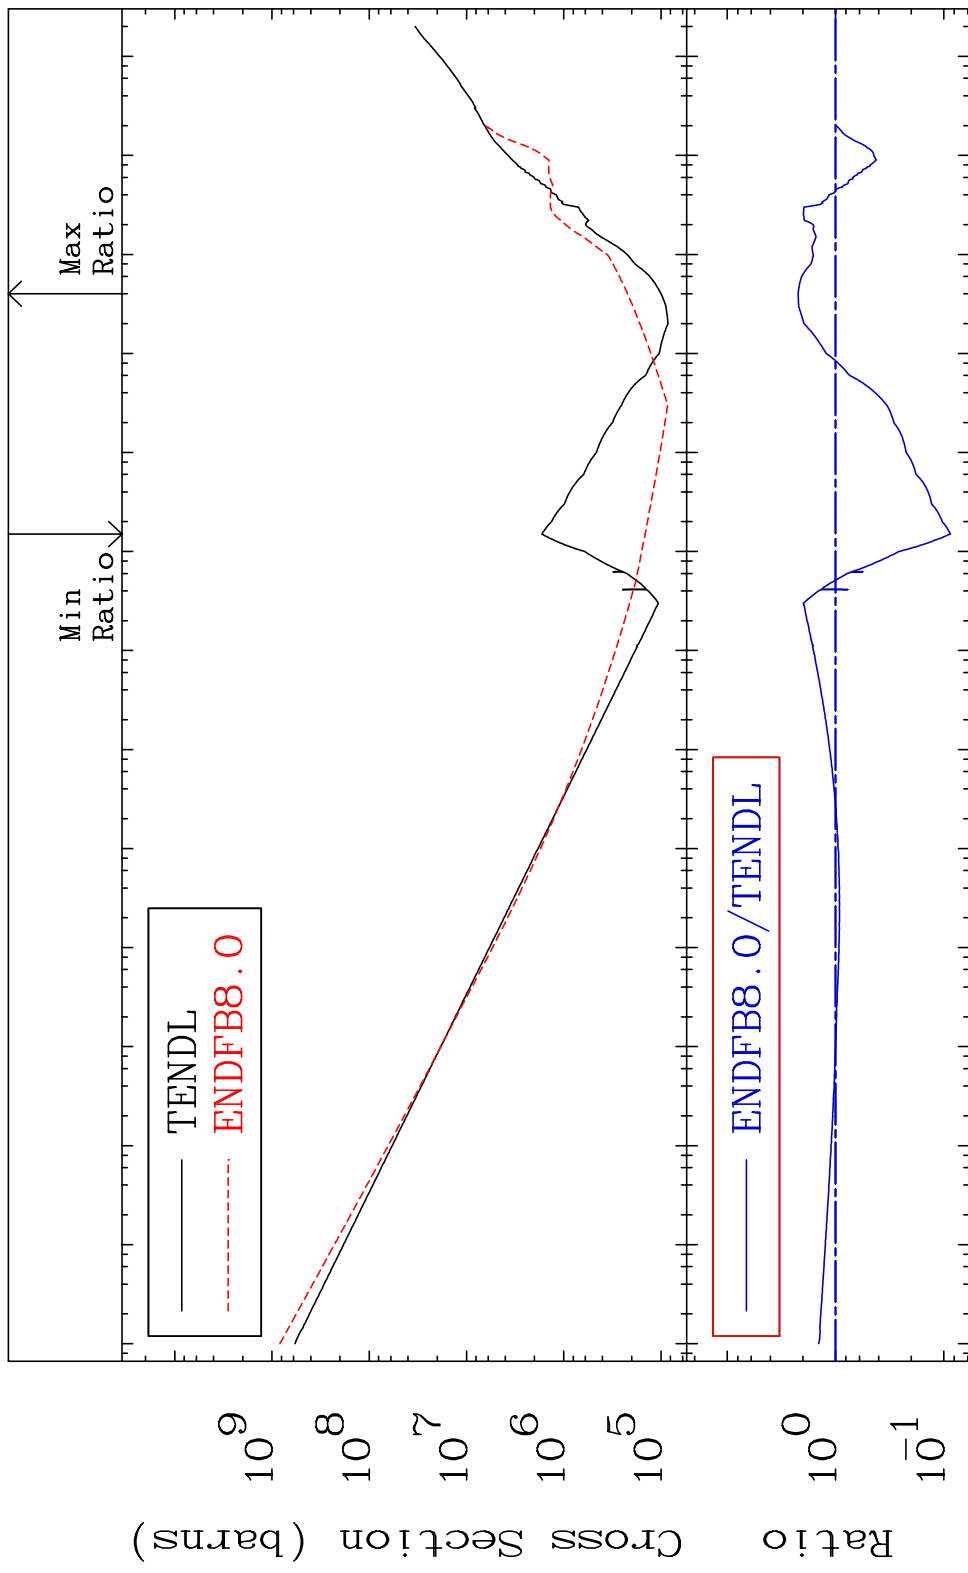 Max
Ratio
Min
Ratio
TENDL
ENDFB8.0
10 9
10 8
10 7
10 6
10 5
Cross Section (barns)
ENDFB8.0/TENDL
10 0
10 -1
Ratio